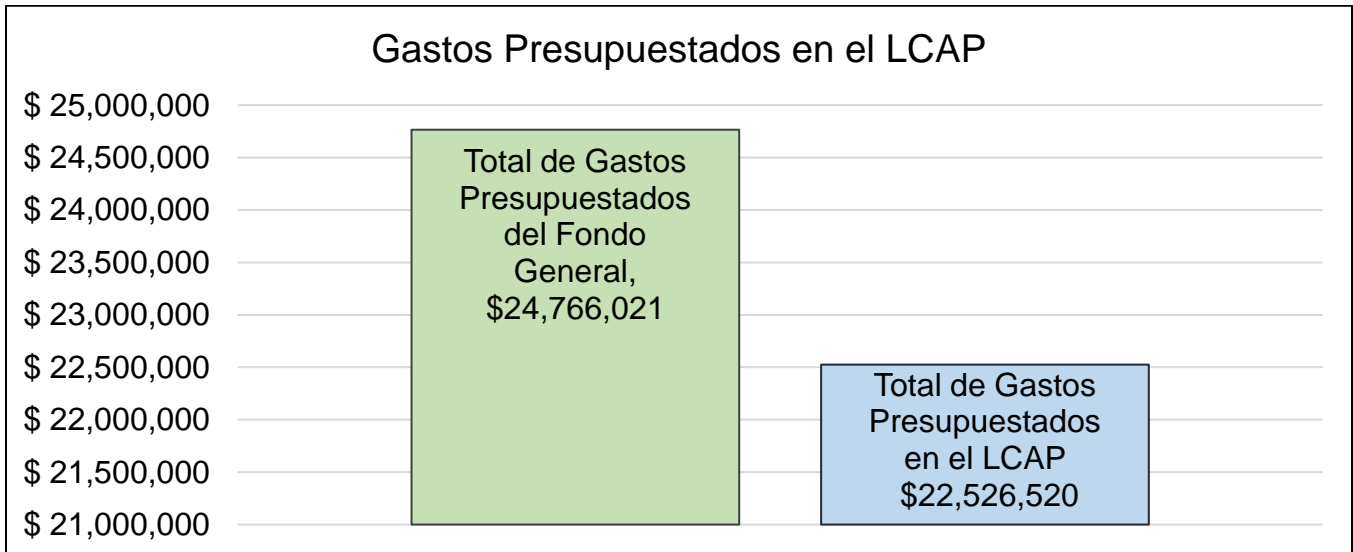 Gastos Presupuestados en el LCAP
$ 25,000,000
$ 24,500,000
$ 24,000,000
$ 23,500,000
$ 23,000,000
$ 22,500,000
$ 22,000,000
$ 21,500,000
$ 21,000,000
Total de Gastos
Presupuestados
del Fondo
General,
$24,766,021
Total de Gastos
Presupuestados
en el LCAP
$22,526,520